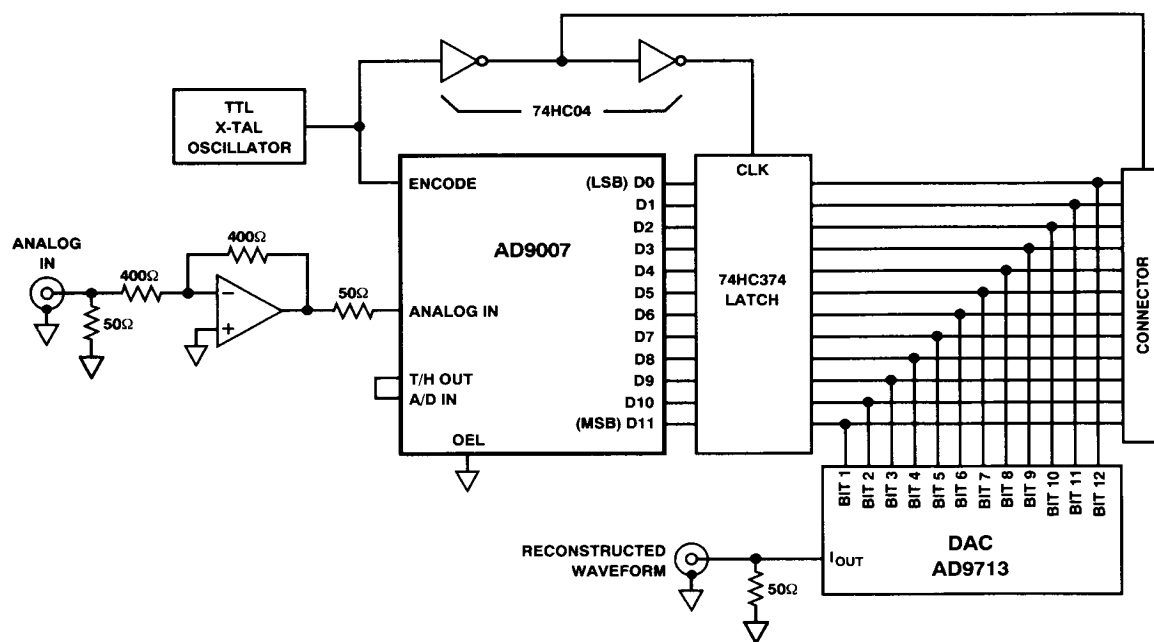 TTL
X-TAL
OSCILLATOR
74HC04
ENCODE
(LSB) D0
D1
D2
D3
D4
D5
D6
D7
D8
D9
D10
(MSB) D11
AD9007
ANALOG IN
T/H OUT
A/D IN
OEL
CLK
74HC374
LATCH
CONNECTOR
ANALOG
IN
400Ω
400Ω
50Ω
50Ω
−
+
BIT 1
BIT 2
BIT 3
BIT 4
BIT 5
BIT 6
BIT 7
BIT 8
BIT 9
BIT 10
BIT 11
BIT 12
DAC
AD9713
IOUT
RECONSTRUCTED
WAVEFORM
50Ω